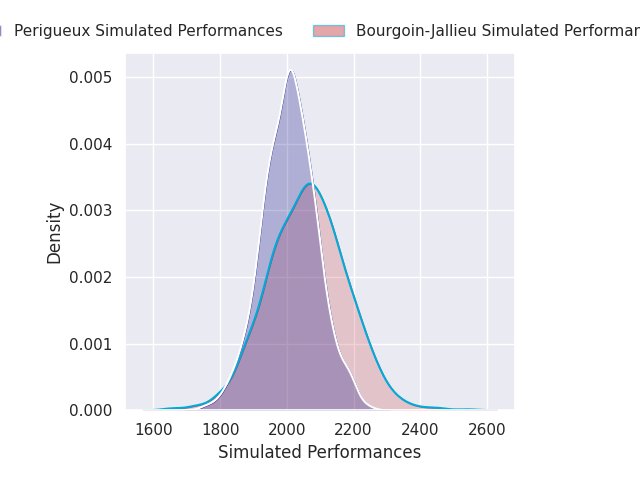 Perigueux Simulated Performances
Bourgoin-Jallieu Simulated
0.005
0.004
0.003
0.002
0.001
0.000
Density
1600 1800 2000 2200 2400 2600
Simulated Performances